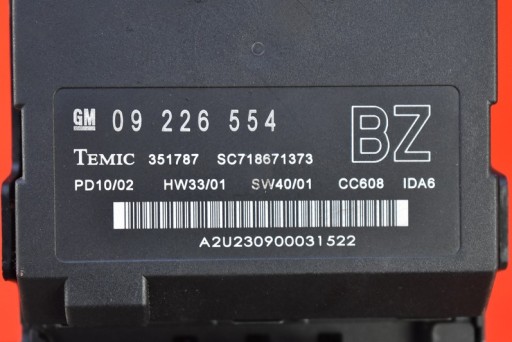 GM 09 226 554 BZ
TEMIC 351787 SC718671373
PD10/02 HW33/01 SW40/01 CC608 IDA6
A2U230900031522